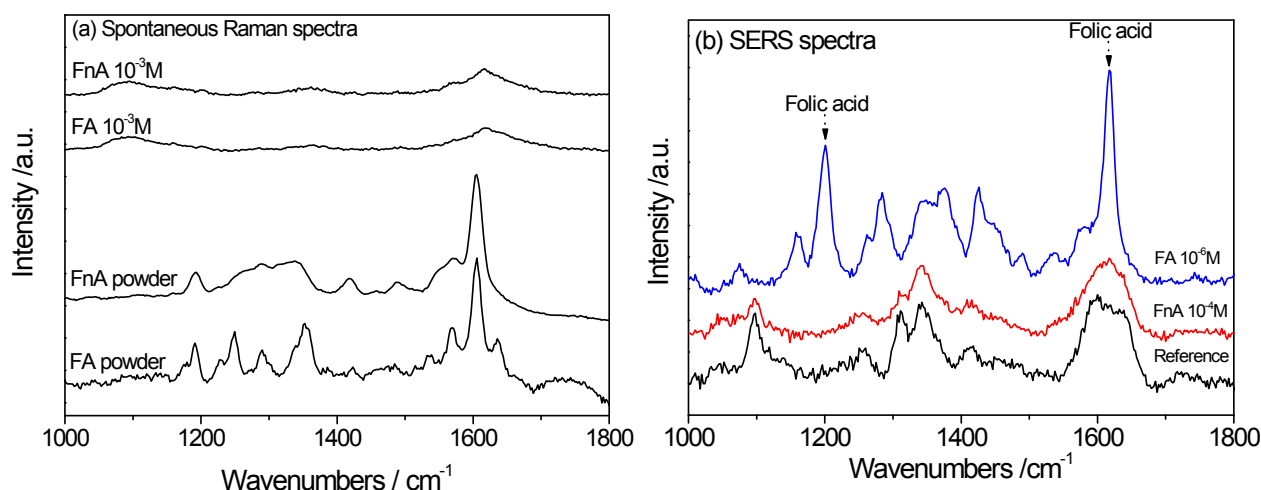 (a) Spontaneous Raman spectra
FnA 10⁻³M
FA 10⁻³M
FnA powder
FA powder
Intensity /a.u.
1000 1200 1400 1600 1800
Wavenumbers / cm⁻¹
(b) SERS spectra
Folic acid
Folic acid
FA 10⁻⁶M
FnA 10⁻⁴M
Reference
Intensity /a.u.
1000 1200 1400 1600 1800
Wavenumbers / cm⁻¹